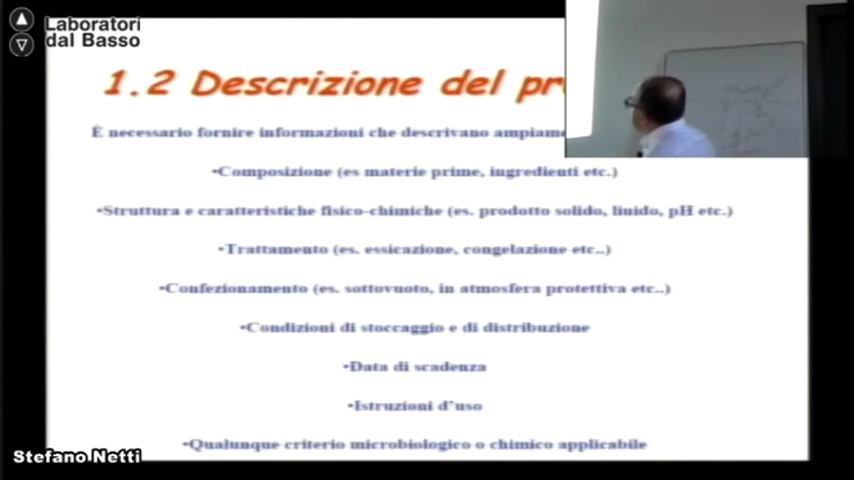 Laboratori
dal Basso
1.2 Descrizione del pr
È necessario fornire informazioni che descrivano ampiam
•Composizione (es materie prime, ingredienti etc.)
•Struttura e caratteristiche fisico-chimiche (es. prodotto solido, liuido, pH etc.)
•Trattamento (es. essicazione, congelazione etc..)
•Confezionamento (es. sottovuoto, in atmosfera protettiva etc..)
•Condizioni di stoccaggio e di distribuzione
•Data di scadenza
•Istruzioni d'uso
•Qualunque criterio microbiologico o chimico applicabile
Stefano Netti